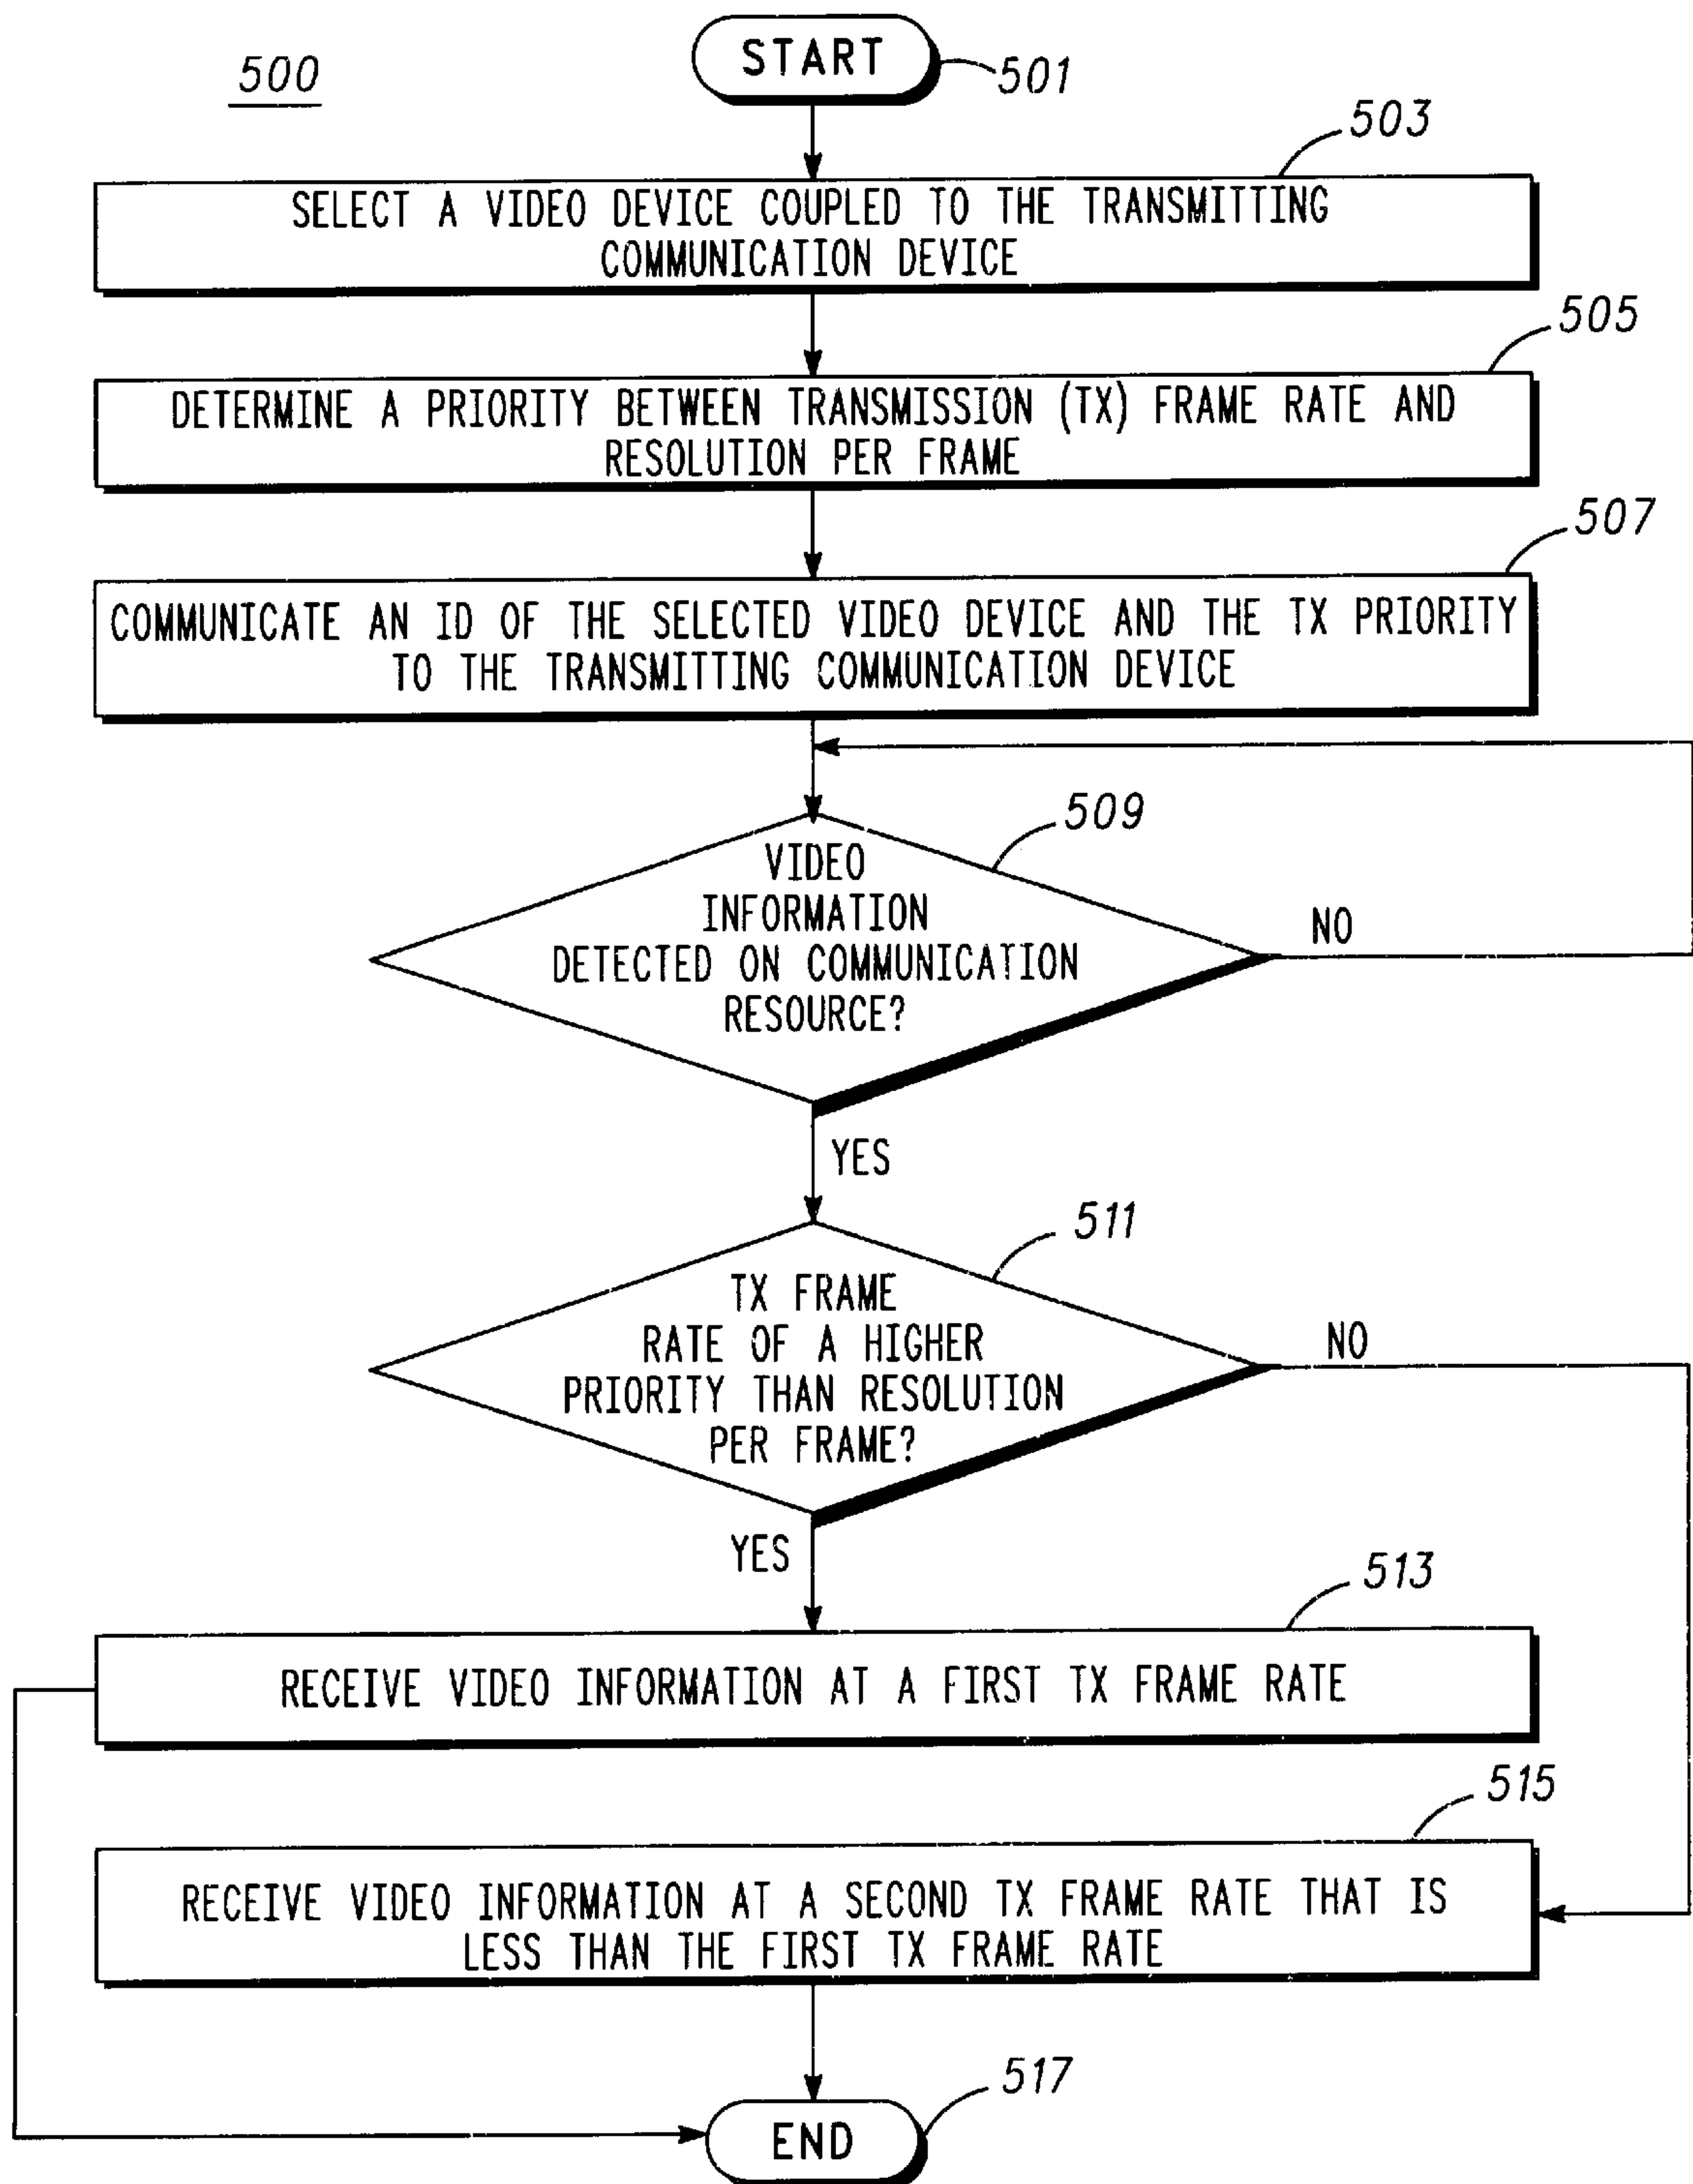 500
START
501
503
SELECT A VIDEO DEVICE COUPLED TO THE TRANSMITTING
COMMUNICATION DEVICE
505
DETERMINE A PRIORITY BETWEEN TRANSMISSION (TX) FRAME RATE AND
RESOLUTION PER FRAME
507
COMMUNICATE AN ID OF THE SELECTED VIDEO DEVICE AND THE TX PRIORITY
TO THE TRANSMITTING COMMUNICATION DEVICE
509
VIDEO
INFORMATION
DETECTED ON COMMUNICATION
RESOURCE?
NO
YES
511
TX FRAME
RATE OF A HIGHER
PRIORITY THAN RESOLUTION
PER FRAME?
NO
YES
513
RECEIVE VIDEO INFORMATION AT A FIRST TX FRAME RATE
515
RECEIVE VIDEO INFORMATION AT A SECOND TX FRAME RATE THAT IS
LESS THAN THE FIRST TX FRAME RATE
517
END